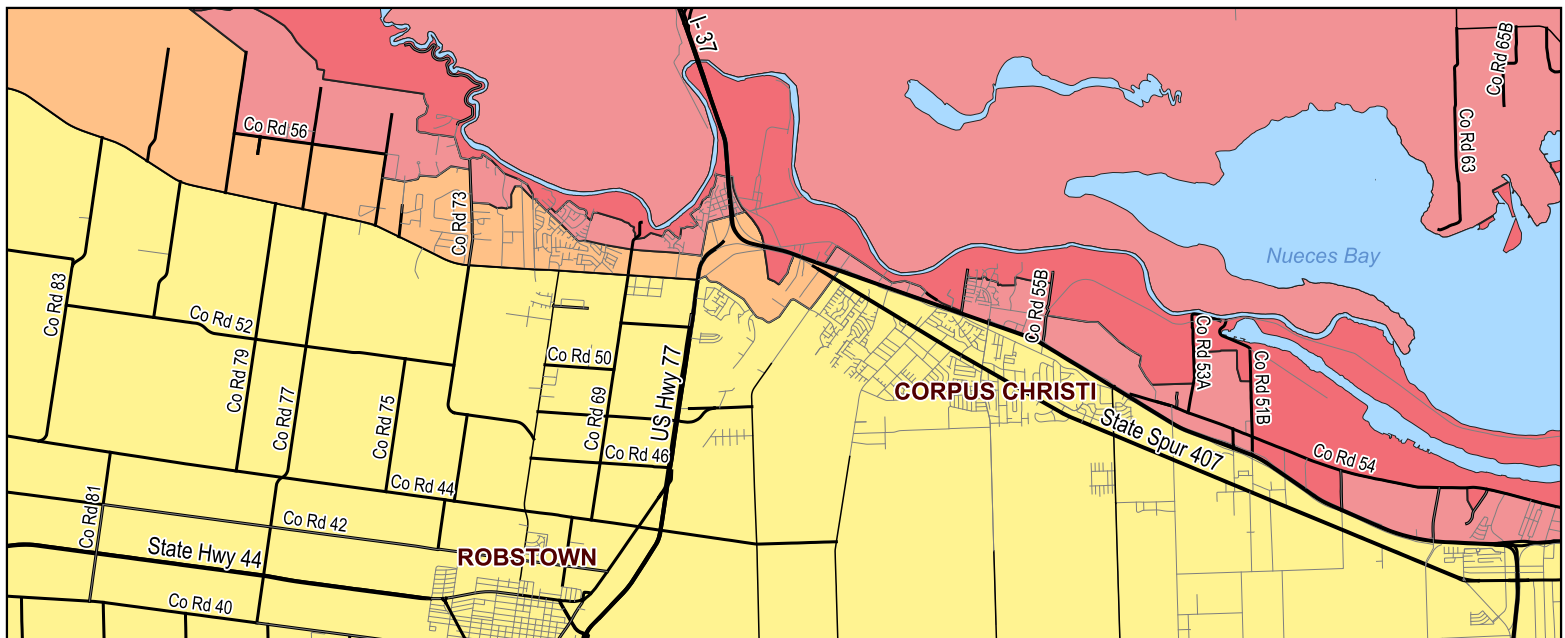 I- 37
Co Rd 65B
Co Rd 56
Co Rd 63
Co Rd 73
Nueces Bay
Co Rd 83
Co Rd 52
Co Rd 55B
Co Rd 50
Co Rd 79
US Hwy 77
Co Rd 53A
Co Rd 51B
CORPUS CHRISTI
Co Rd 77
Co Rd 75
Co Rd 69
State Spur 407
Co Rd 46
Co Rd 54
Co Rd 44
Co Rd 81
Co Rd 42
State Hwy 44
ROBSTOWN
Co Rd 40